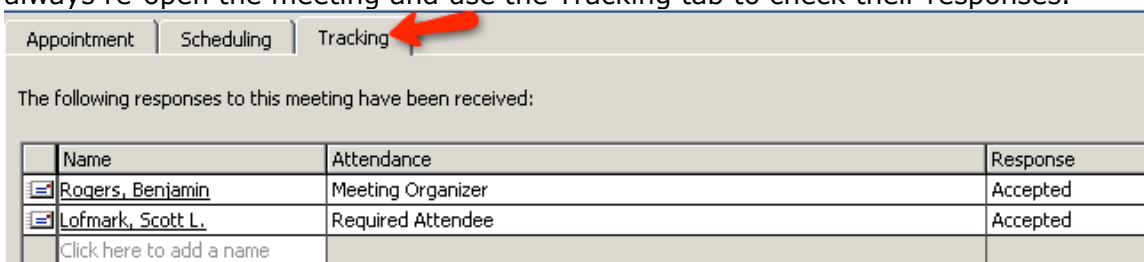 always re-open the meeting and use the Tracking tab to check their responses.
Appointment Scheduling Tracking
The following responses to this meeting have been received:
Name Attendance Response
Rogers, Benjamin Meeting Organizer Accepted
Lofmark, Scott L. Required Attendee Accepted
Click here to add a name